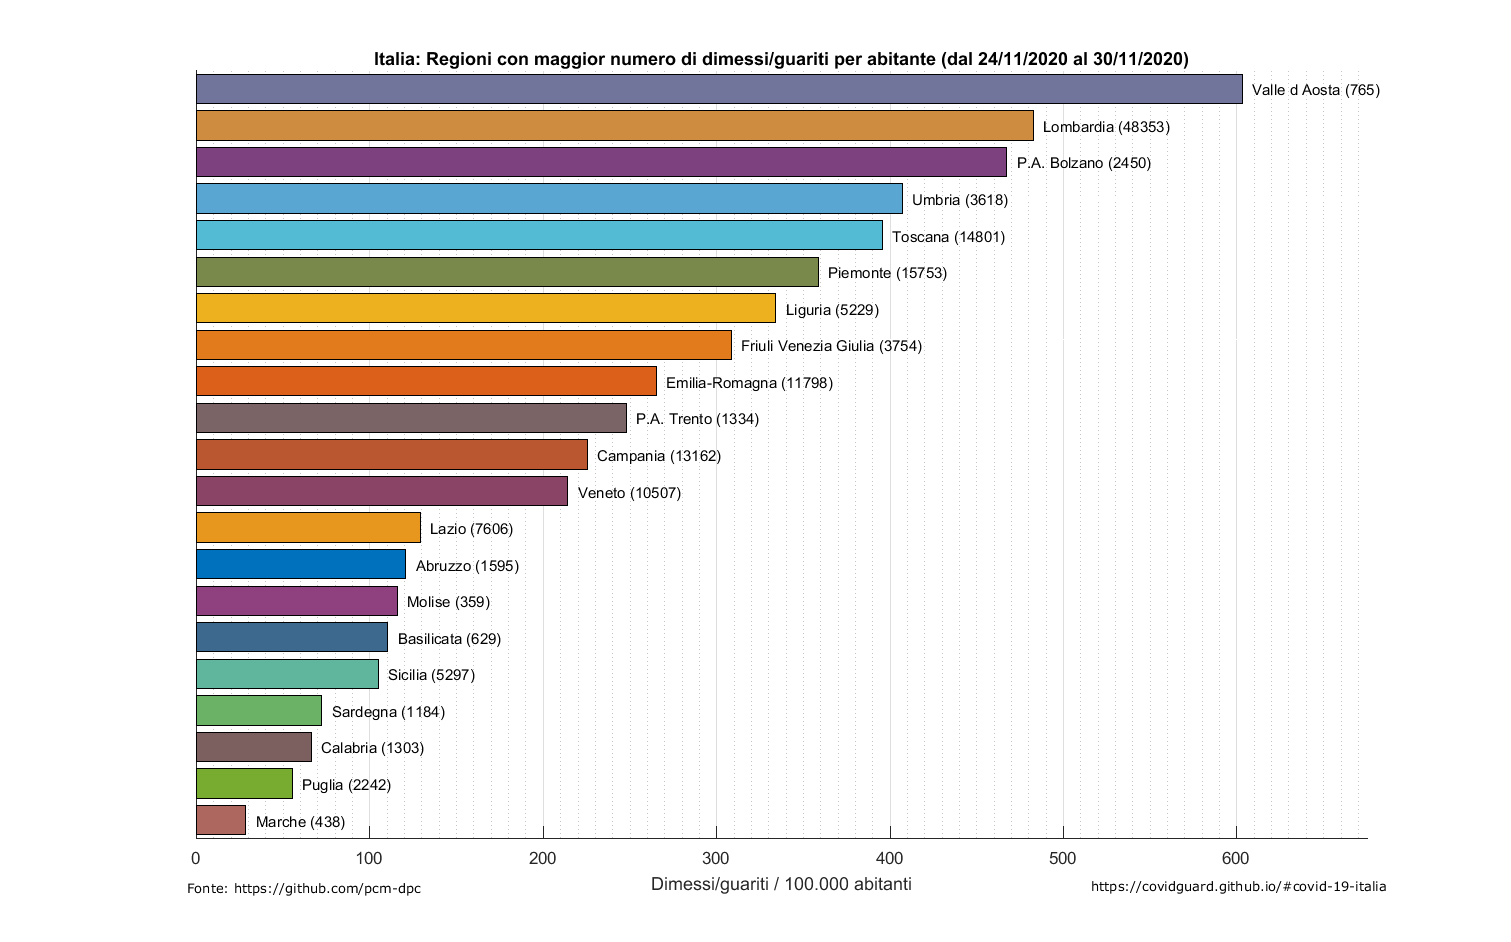 Italia: Regioni con maggior numero di dimessi/guariti per abitante (dal 24/11/2020 al 30/11/2020)
Valle d Aosta (765)
Lombardia (48353)
P.A. Bolzano (2450)
Umbria (3618)
Toscana (14801)
Piemonte (15753)
Liguria (5229)
Friuli Venezia Giulia (3754)
Emilia-Romagna (11798)
P.A. Trento (1334)
Campania (13162)
Veneto (10507)
Lazio (7606)
Abruzzo (1595)
Molise (359)
Basilicata (629)
Sicilia (5297)
Sardegna (1184)
Calabria (1303)
Puglia (2242)
Marche (438)
0 100 200 300 400 500 600
Dimessi/guariti / 100.000 abitanti
Fonte: https://github.com/pcm-dpc
https://covidguard.github.io/#covid-19-italia